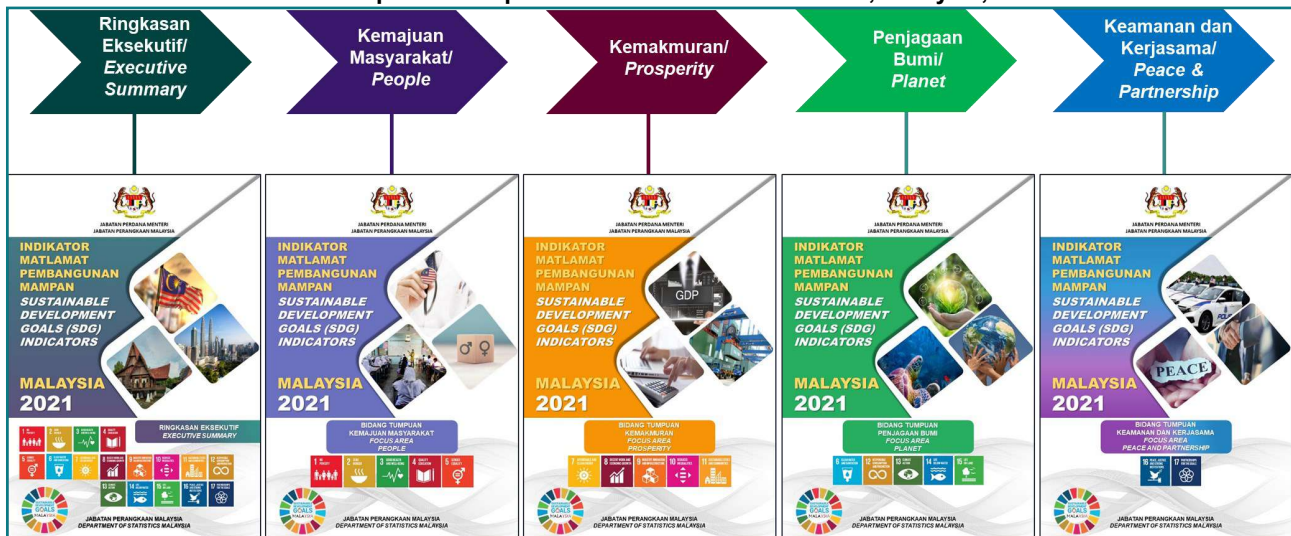 Ringkasan
Eksekutif/
Executive
Summary
Kemajuan
Masyarakat/
People
Kemakmuran/
Prosperity
Penjagaan
Bumi/
Planet
Keamanan dan
Kerjasama/
Peace &
Partnership
JABATAN PERDANA MENTERI
JABATAN PERANGKAAN MALAYSIA
INDIKATOR
MATLAMAT
PEMBANGUNAN
MAMPAN
SUSTAINABLE
DEVELOPMENT
GOALS (SDG)
INDICATORS
MALAYSIA
2021
RINGKASAN EKSEKUTIF
EXECUTIVE SUMMARY
JABATAN PERANGKAAN MALAYSIA
DEPARTMENT OF STATISTICS MALAYSIA
JABATAN PERDANA MENTERI
JABATAN PERANGKAAN MALAYSIA
INDIKATOR
MATLAMAT
PEMBANGUNAN
MAMPAN
SUSTAINABLE
DEVELOPMENT
GOALS (SDG)
INDICATORS
MALAYSIA
2021
BIDANG TUMPUAN
KEMAJUAN MASYARAKAT
FOCUS AREA
PEOPLE
JABATAN PERANGKAAN MALAYSIA
DEPARTMENT OF STATISTICS MALAYSIA
JABATAN PERDANA MENTERI
JABATAN PERANGKAAN MALAYSIA
INDIKATOR
MATLAMAT
PEMBANGUNAN
MAMPAN
SUSTAINABLE
DEVELOPMENT
GOALS (SDG)
INDICATORS
GDP
MALAYSIA
2021
BIDANG TUMPUAN
KEMAKMURAN
FOCUS AREA
PROSPERITY
JABATAN PERANGKAAN MALAYSIA
DEPARTMENT OF STATISTICS MALAYSIA
JABATAN PERDANA MENTERI
JABATAN PERANGKAAN MALAYSIA
INDIKATOR
MATLAMAT
PEMBANGUNAN
MAMPAN
SUSTAINABLE
DEVELOPMENT
GOALS (SDG)
INDICATORS
MALAYSIA
2021
BIDANG TUMPUAN
PENJAGAAN BUMI
FOCUS AREA
PLANET
JABATAN PERANGKAAN MALAYSIA
DEPARTMENT OF STATISTICS MALAYSIA
JABATAN PERDANA MENTERI
JABATAN PERANGKAAN MALAYSIA
INDIKATOR
MATLAMAT
PEMBANGUNAN
MAMPAN
SUSTAINABLE
DEVELOPMENT
GOALS (SDG)
INDICATORS
PEACE
MALAYSIA
2021
BIDANG TUMPUAN
KEAMANAN DAN KERJASAMA
FOCUS AREA
PEACE AND PARTNERSHIP
JABATAN PERANGKAAN MALAYSIA
DEPARTMENT OF STATISTICS MALAYSIA